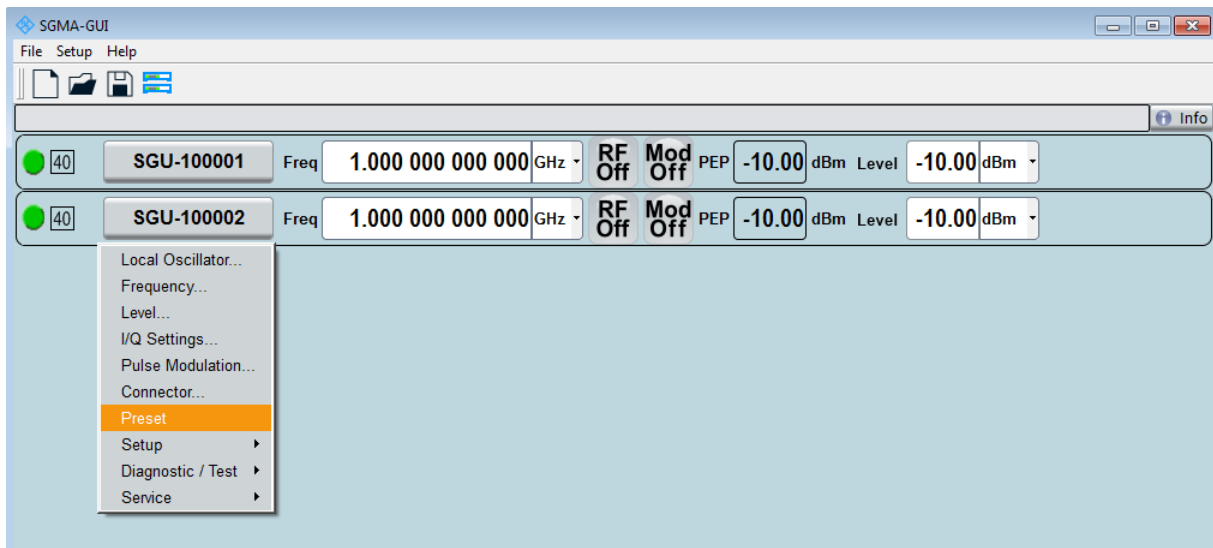 SGMA-GUI
File Setup Help
Info
40 SGU-100001 Freq 1.000 000 000 000 GHz RF Off Mod Off PEP -10.00 dBm Level -10.00 dBm
40 SGU-100002 Freq 1.000 000 000 000 GHz RF Off Mod Off PEP -10.00 dBm Level -10.00 dBm
Local Oscillator...
Frequency...
Level...
I/Q Settings...
Pulse Modulation...
Connector...
Preset
Setup
Diagnostic / Test
Service